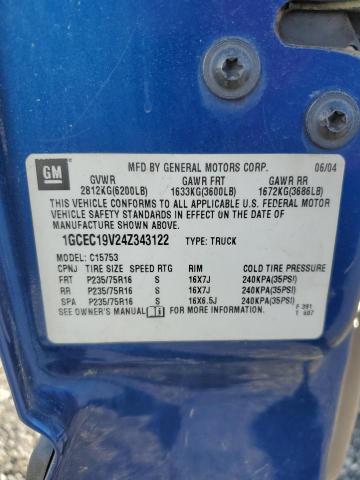 GM
MFD BY GENERAL MOTORS CORP. 06/04
GVWR GAWR FRT GAWR RR
2812KG(6200LB) 1633KG(3600LB) 1672KG(3686LB)
THIS VEHICLE CONFORMS TO ALL APPLICABLE U.S. FEDERAL MOTOR
VEHICLE SAFETY STANDARDS IN EFFECT ON THE DATE OF
MANUFACTURE SHOWN ABOVE.
1GCEC19V24Z343122 TYPE: TRUCK
MODEL: C15753
CPNJ TIRE SIZE SPEED RTG RIM COLD TIRE PRESSURE
FRT P235/75R16 S 16X7J 240KPA(35PSI)
RR P235/75R16 S 16X7J 240KPA(35PSI)
SPA P235/75R16 S 16X6.5J 240KPA(35PSI)
SEE OWNER'S MANUAL FOR MORE INFORMATION
F 391
1 607